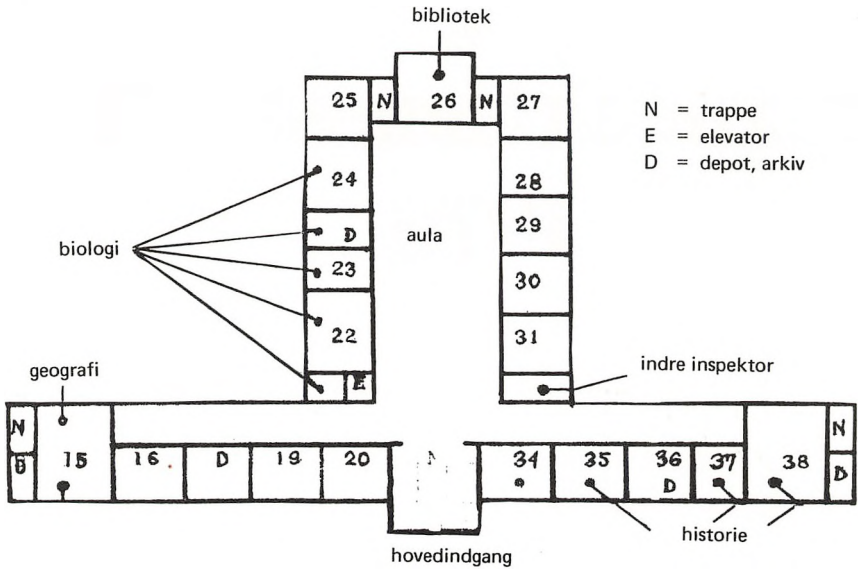 bibliotek
25 N 26 N 27
N = trappe
E = elevator
D = depot, arkiv
24 28
biologi D aula 29
23 30
22 31
E
geografi indre inspektor
N N
15 16 D 19 20 34 35 36 37 38
D D
historie
hovedindgang